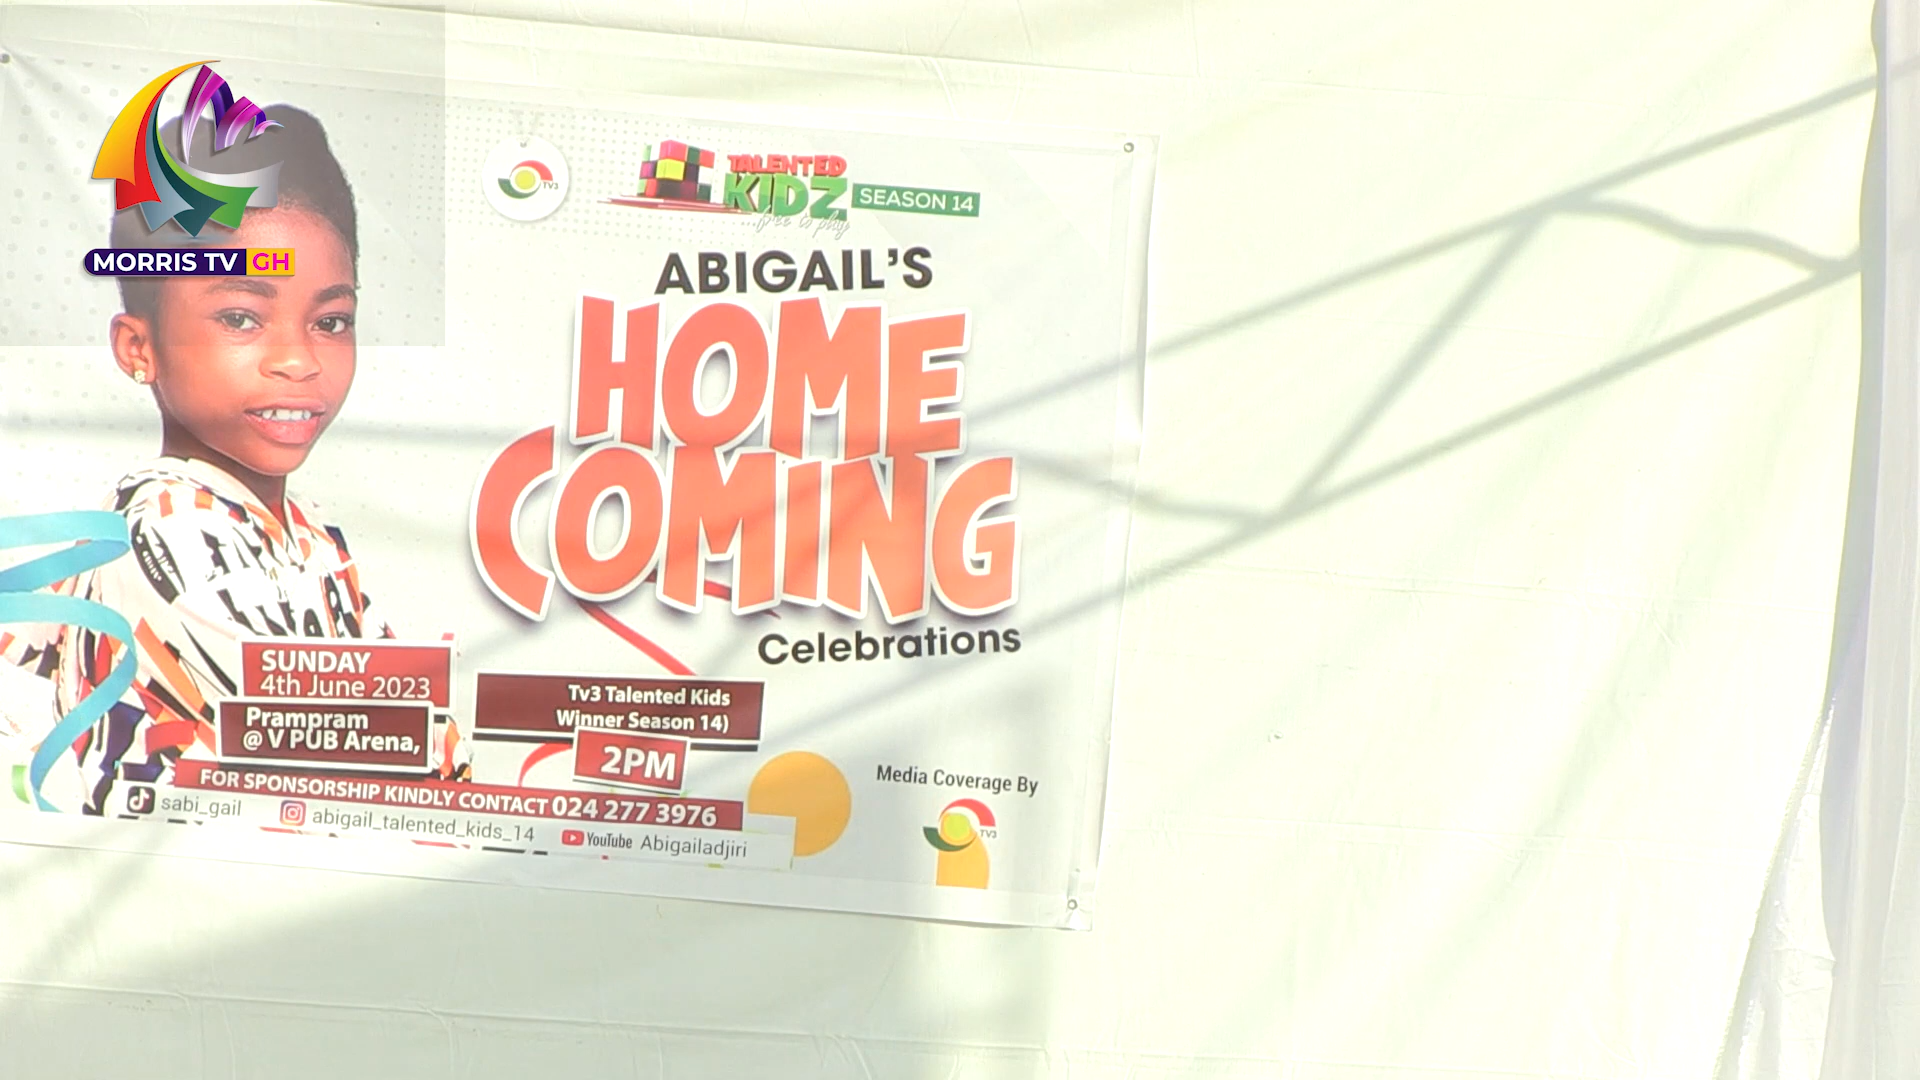 MORRIS TV GH
TV3
TALENTED
KIDZ
...free to play
SEASON 14
ABIGAIL'S
HOME
COMING
Celebrations
SUNDAY
4th June 2023
Prampram
@ V PUB Arena,
Tv3 Talented Kids
Winner Season 14)
2PM
FOR SPONSORSHIP KINDLY CONTACT 024 277 3976
sabi_gail
abigail_talented_kids_14
YouTube Abigailadjiri
Media Coverage By
TV3